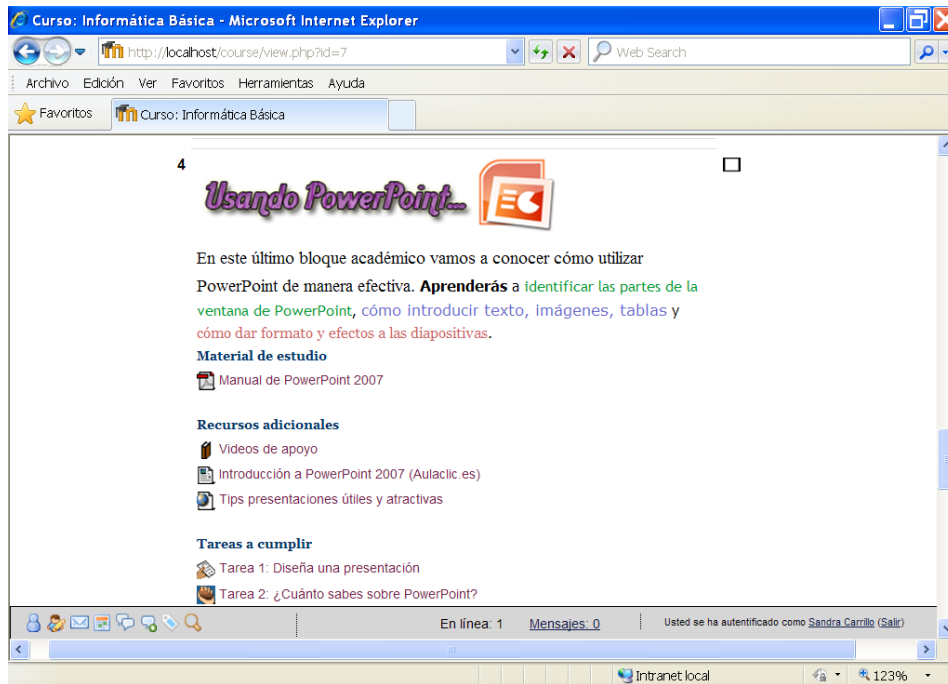 Curso: Informática Básica - Microsoft Internet Explorer
http://localhost/course/view.php?id=7
Web Search
Archivo Edición Ver Favoritos Herramientas Ayuda
Favoritos
Curso: Informática Básica
4
Usando PowerPoint...
En este último bloque académico vamos a conocer cómo utilizar
PowerPoint de manera efectiva. Aprenderás a identificar las partes de la
ventana de PowerPoint, cómo introducir texto, imágenes, tablas y
cómo dar formato y efectos a las diapositivas.
Material de estudio
Manual de PowerPoint 2007
Recursos adicionales
Videos de apoyo
Introducción a PowerPoint 2007 (Aulaclic.es)
Tips presentaciones útiles y atractivas
Tareas a cumplir
Tarea 1: Diseña una presentación
Tarea 2: ¿Cuánto sabes sobre PowerPoint?
En línea: 1 Mensajes: 0 Usted se ha autentificado como Sandra Carrillo (Salir)
Intranet local 123%